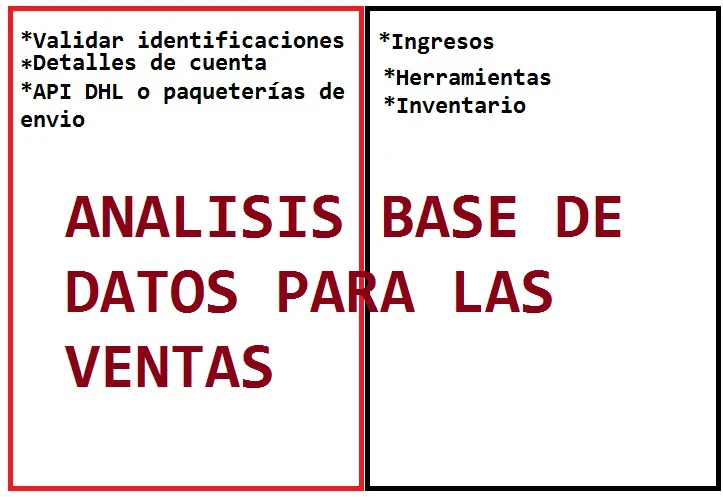 *Validar identificaciones
*Detalles de cuenta
*API DHL o paqueterías de
envio
*Ingresos
*Herramientas
*Inventario
ANALISIS BASE DE
DATOS PARA LAS
VENTAS